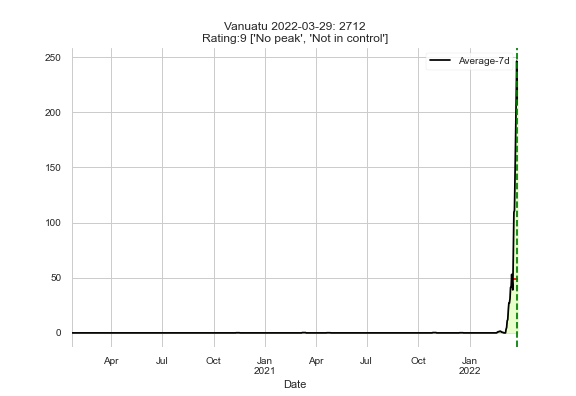 Vanuatu 2022-03-29: 2712
Rating:9 ['No peak', 'Not in control']
Average-7d
250
200
150
100
50
0
Apr
Jul
Oct
Jan
2021
Apr
Jul
Oct
Jan
2022
Date